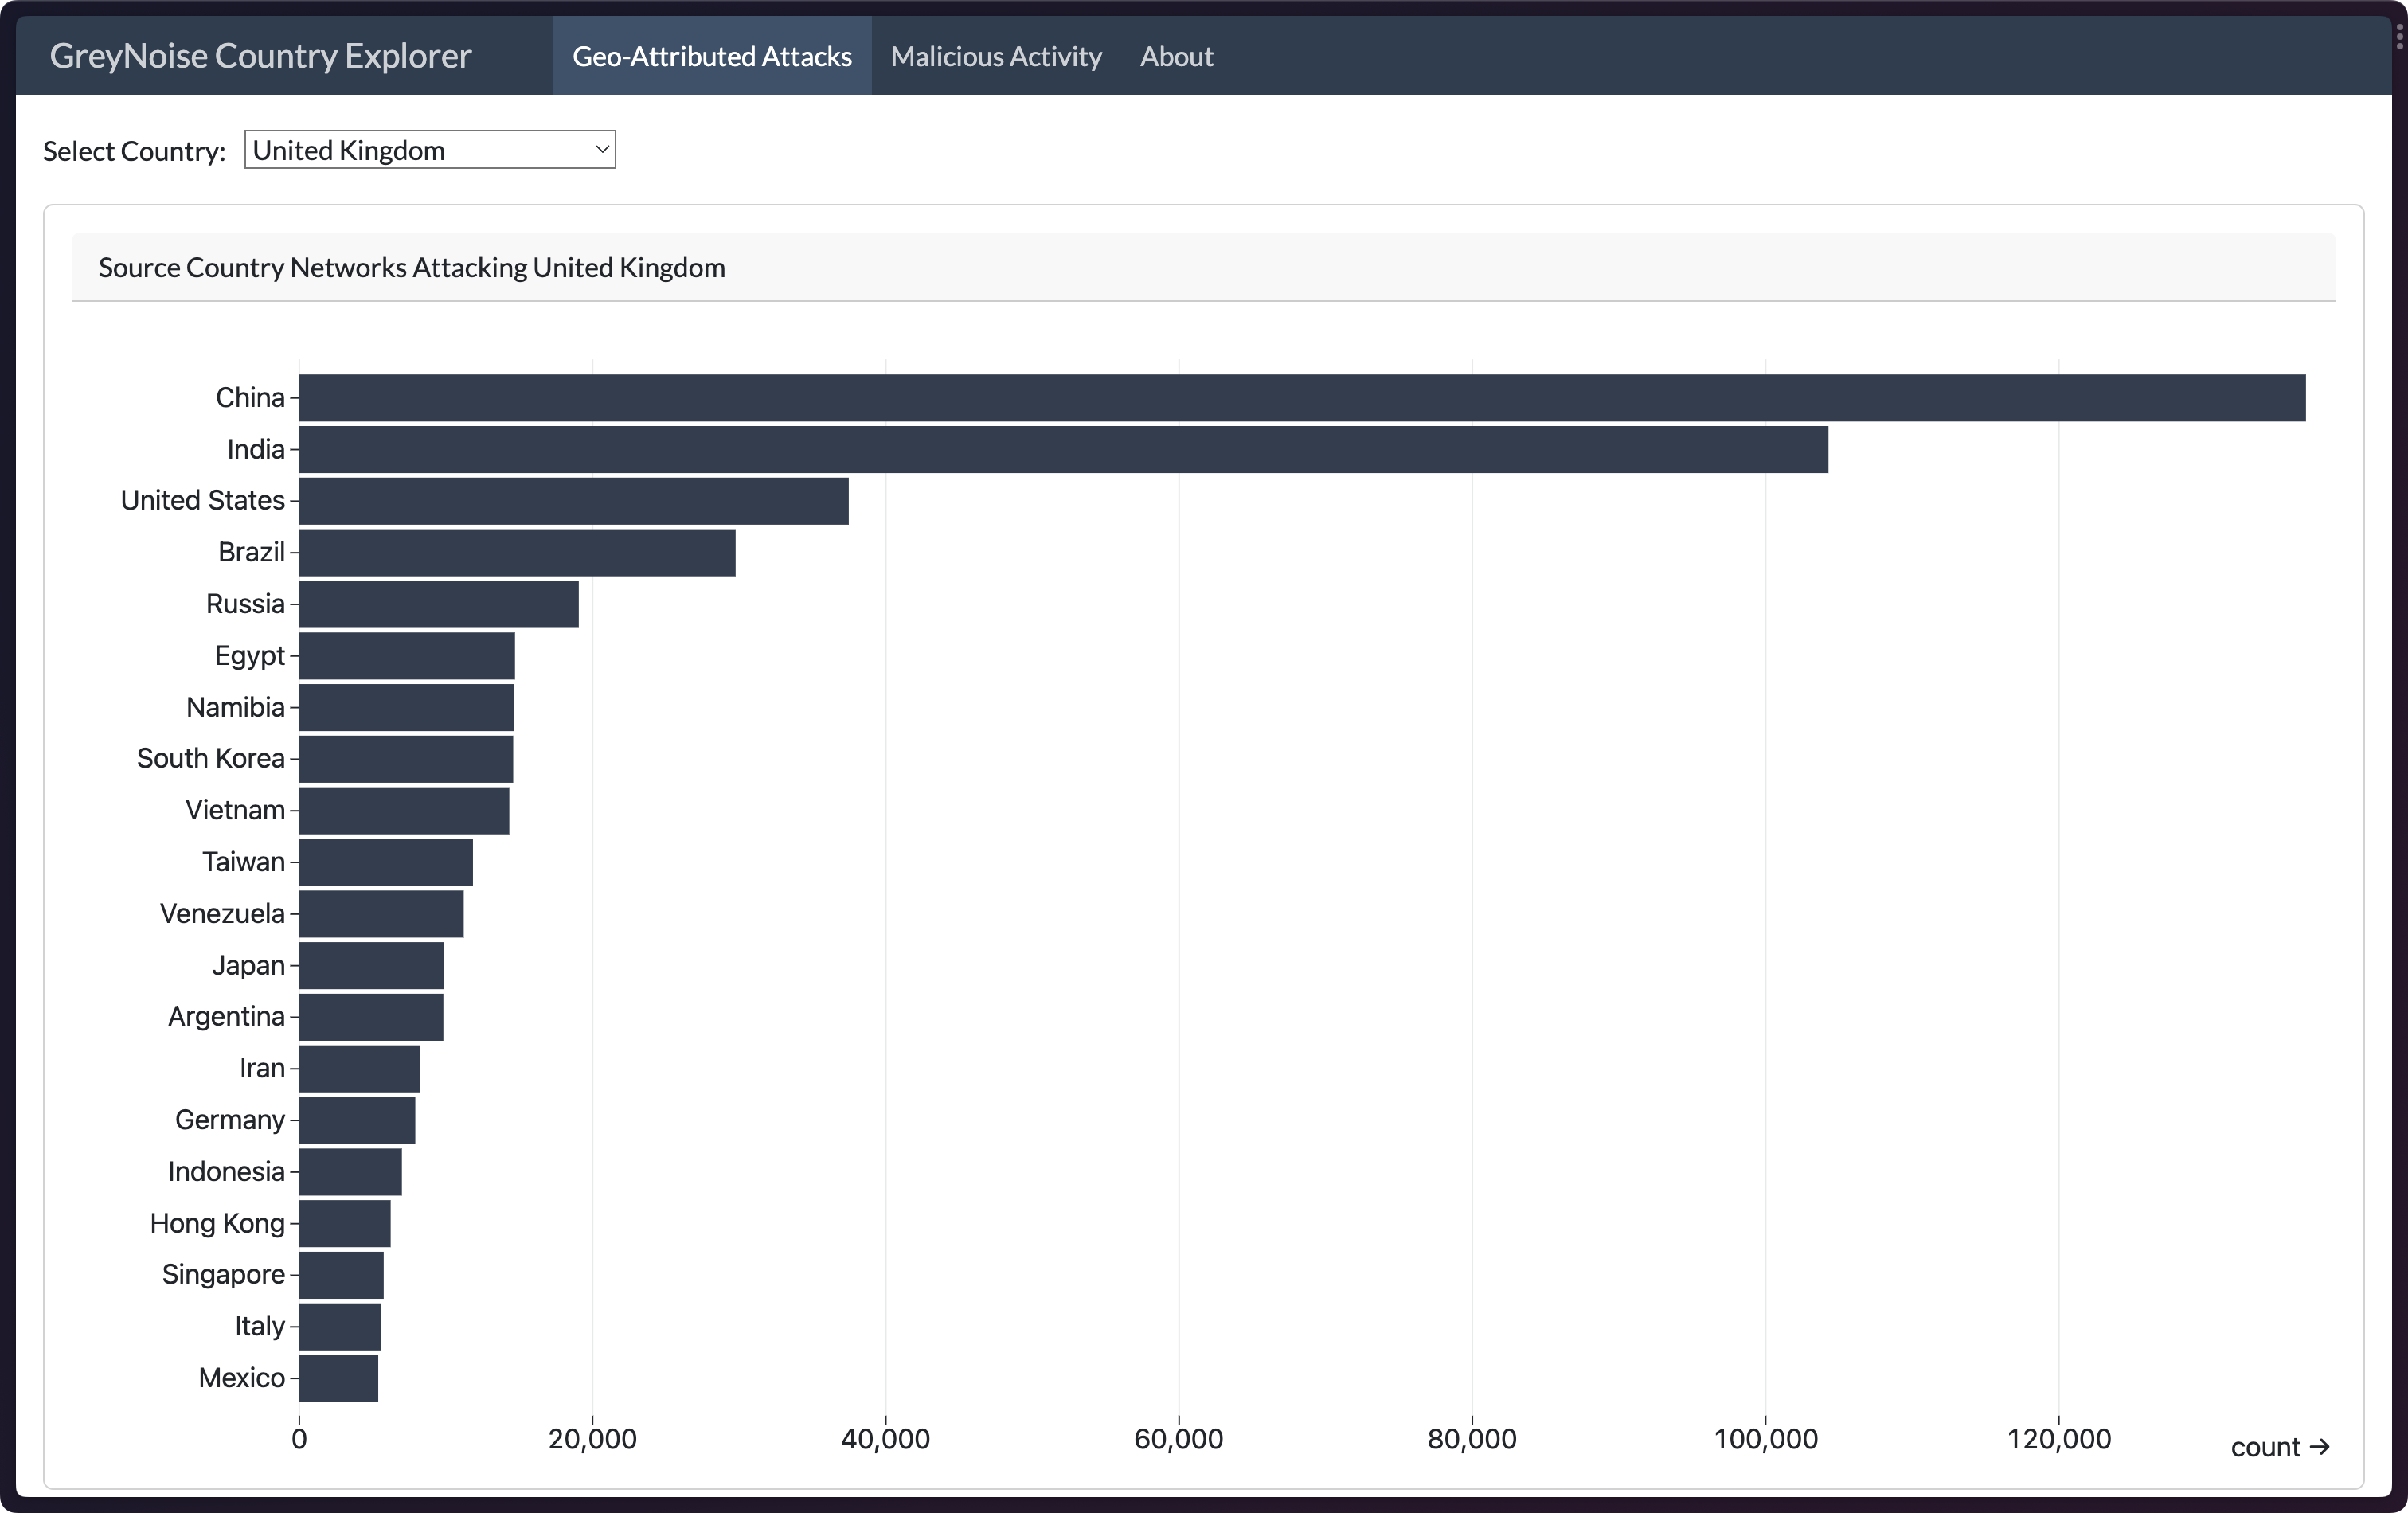 GreyNoise Country Explorer Geo-Attributed Attacks Malicious Activity About
Select Country: United Kingdom
Source Country Networks Attacking United Kingdom
China
India
United States
Brazil
Russia
Egypt
Namibia
South Korea
Vietnam
Taiwan
Venezuela
Japan
Argentina
Iran
Germany
Indonesia
Hong Kong
Singapore
Italy
Mexico
0 20,000 40,000 60,000 80,000 100,000 120,000
count →